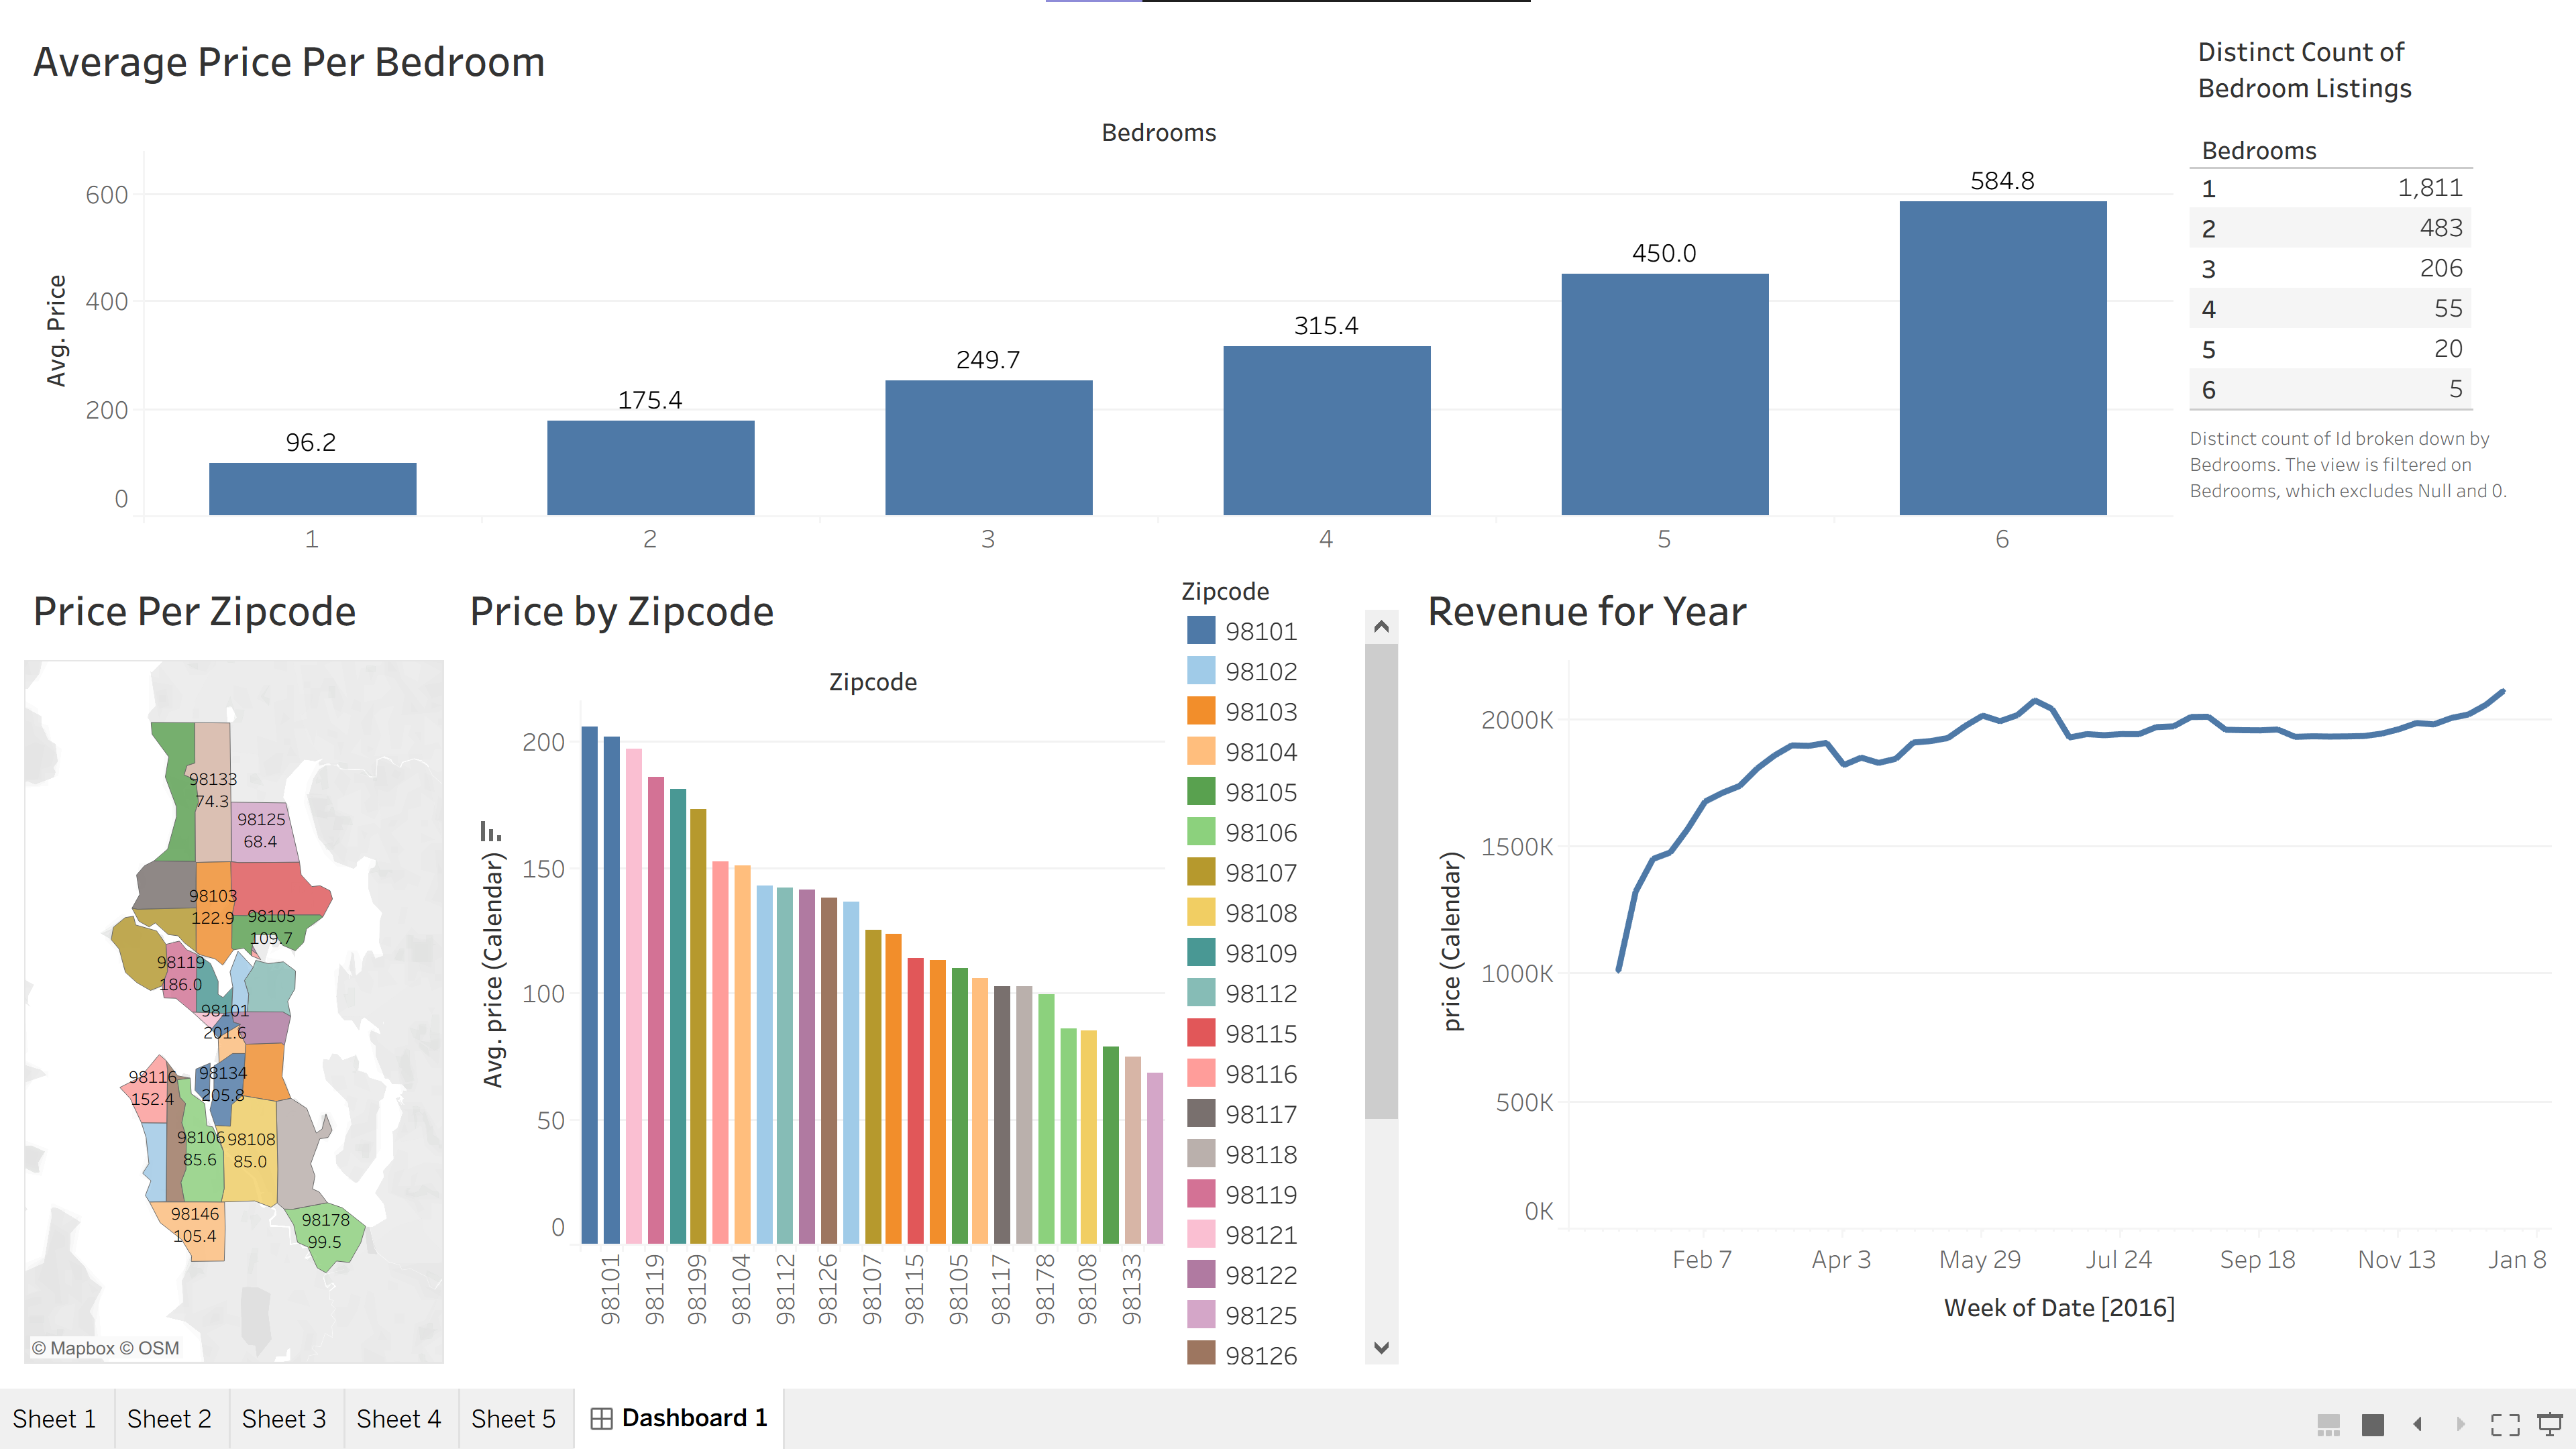 Average Price Per Bedroom
Bedrooms
Avg. Price
600
400
200
0
96.2
175.4
249.7
315.4
450.0
584.8
1
2
3
4
5
6
Distinct Count of
Bedroom Listings
Bedrooms
1 1,811
2 483
3 206
4 55
5 20
6 5
Distinct count of Id broken down by
Bedrooms. The view is filtered on
Bedrooms, which excludes Null and 0.
Price Per Zipcode
98133
74.3
98125
68.4
98103
122.9
98105
109.7
98119
186.0
98101
201.6
98116
152.4
98134
205.8
98106
85.6
98108
85.0
98146
105.4
98178
99.5
© Mapbox © OSM
Price by Zipcode
Zipcode
Avg. price (Calendar)
200
150
100
50
0
98101
98119
98199
98104
98112
98126
98107
98115
98105
98117
98178
98108
98133
Zipcode
98101
98102
98103
98104
98105
98106
98107
98108
98109
98112
98115
98116
98117
98118
98119
98121
98122
98125
98126
Revenue for Year
price (Calendar)
2000K
1500K
1000K
500K
0K
Feb 7
Apr 3
May 29
Jul 24
Sep 18
Nov 13
Jan 8
Week of Date [2016]
Sheet 1
Sheet 2
Sheet 3
Sheet 4
Sheet 5
Dashboard 1